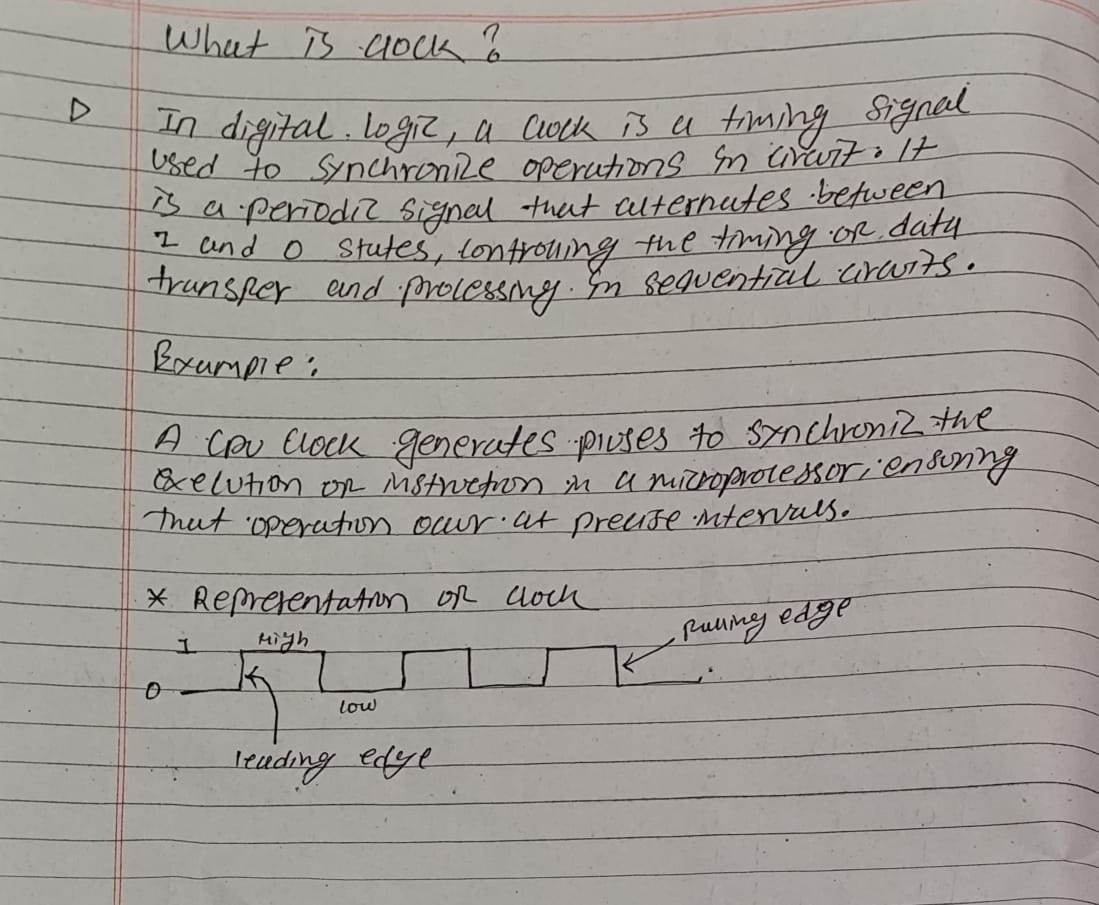 What is clock?
In digital logic, a clock is a timing signal
used to synchronize operations in circuit. It
is a periodic signal that alternates between
1 and 0 states, controlling the timing of data
transfer and processing in sequential circuits.
Example:
A CPU clock generates pluses to synchroniz the
execution of instruction in a microprocessor, ensuring
that operation occur at precise intervals.
* Representation of clock
falling edge
1 High
0
low
leading edge